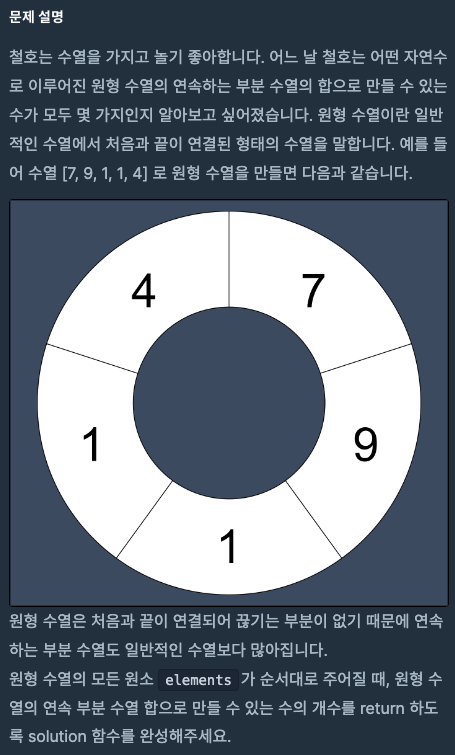 문제 설명
철호는 수열을 가지고 놀기 좋아합니다. 어느 날 철호는 어떤 자연수
로 이루어진 원형 수열의 연속하는 부분 수열의 합으로 만들 수 있는
수가 모두 몇 가지인지 알아보고 싶어졌습니다. 원형 수열이란 일반
적인 수열에서 처음과 끝이 연결된 형태의 수열을 말합니다. 예를 들
어 수열 [7, 9, 1, 1, 4] 로 원형 수열을 만들면 다음과 같습니다.
4 7
1 9
1
원형 수열은 처음과 끝이 연결되어 끊기는 부분이 없기 때문에 연속
하는 부분 수열도 일반적인 수열보다 많아집니다.
원형 수열의 모든 원소 elements 가 순서대로 주어질 때, 원형 수
열의 연속 부분 수열 합으로 만들 수 있는 수의 개수를 return 하도
록 solution 함수를 완성해주세요.